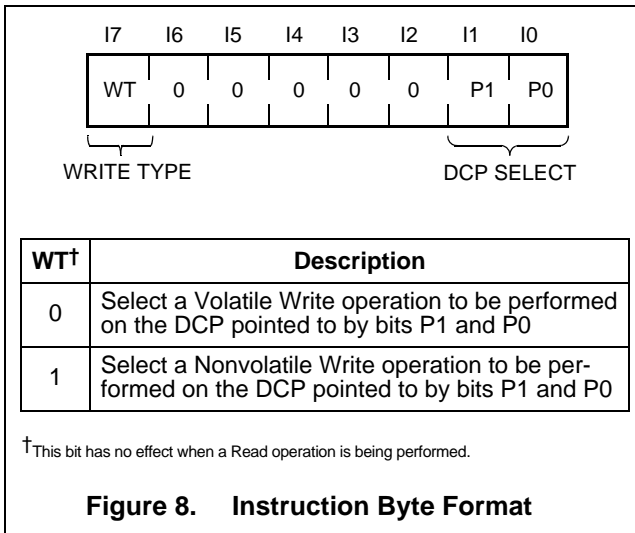 I7 I6 I5 I4 I3 I2 I1 I0
WT 0 0 0 0 0 P1 P0
WRITE TYPE DCP SELECT
WT† Description
0 Select a Volatile Write operation to be performed
on the DCP pointed to by bits P1 and P0
1 Select a Nonvolatile Write operation to be per-
formed on the DCP pointed to by bits P1 and P0
†This bit has no effect when a Read operation is being performed.
Figure 8. Instruction Byte Format